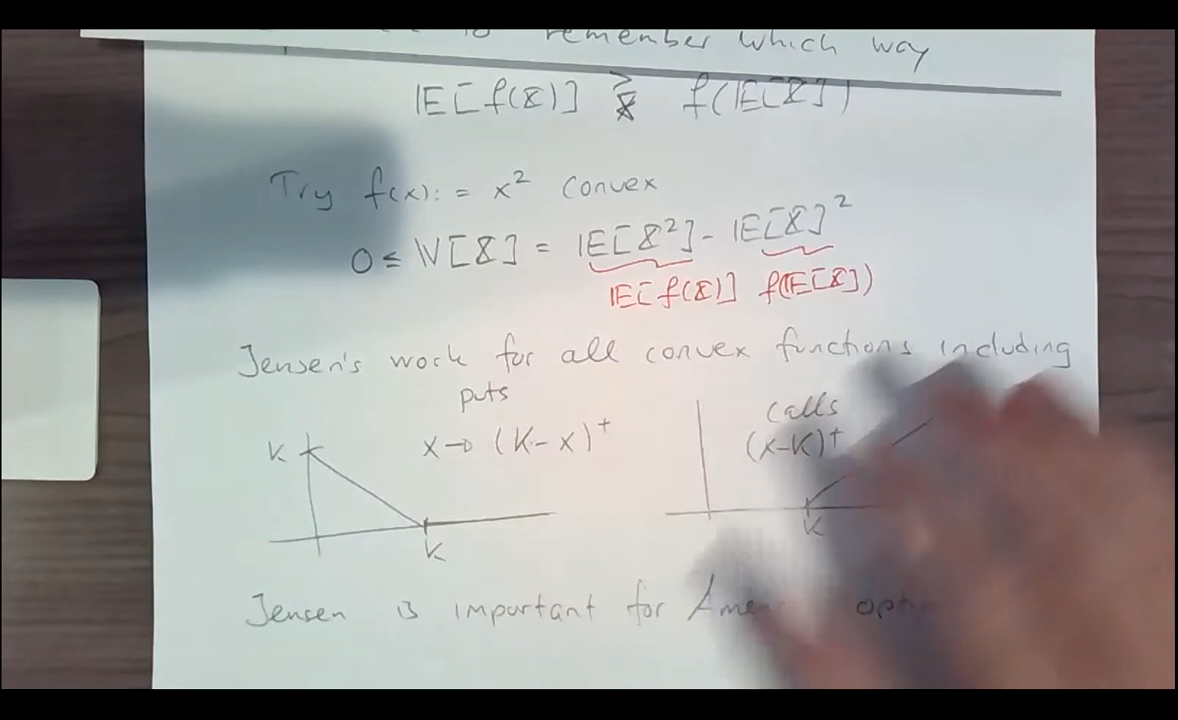 remember which way
Try f(x):= x² convex
0 ≤ 𝕍[X] = 𝔼[X²] - 𝔼[X]²
𝔼[f(X)] f(𝔼[X])
Jensen's work for all convex functions including
puts
calls
K
x → (K-x)⁺
(x-K)⁺
K
K
Jensen is important for